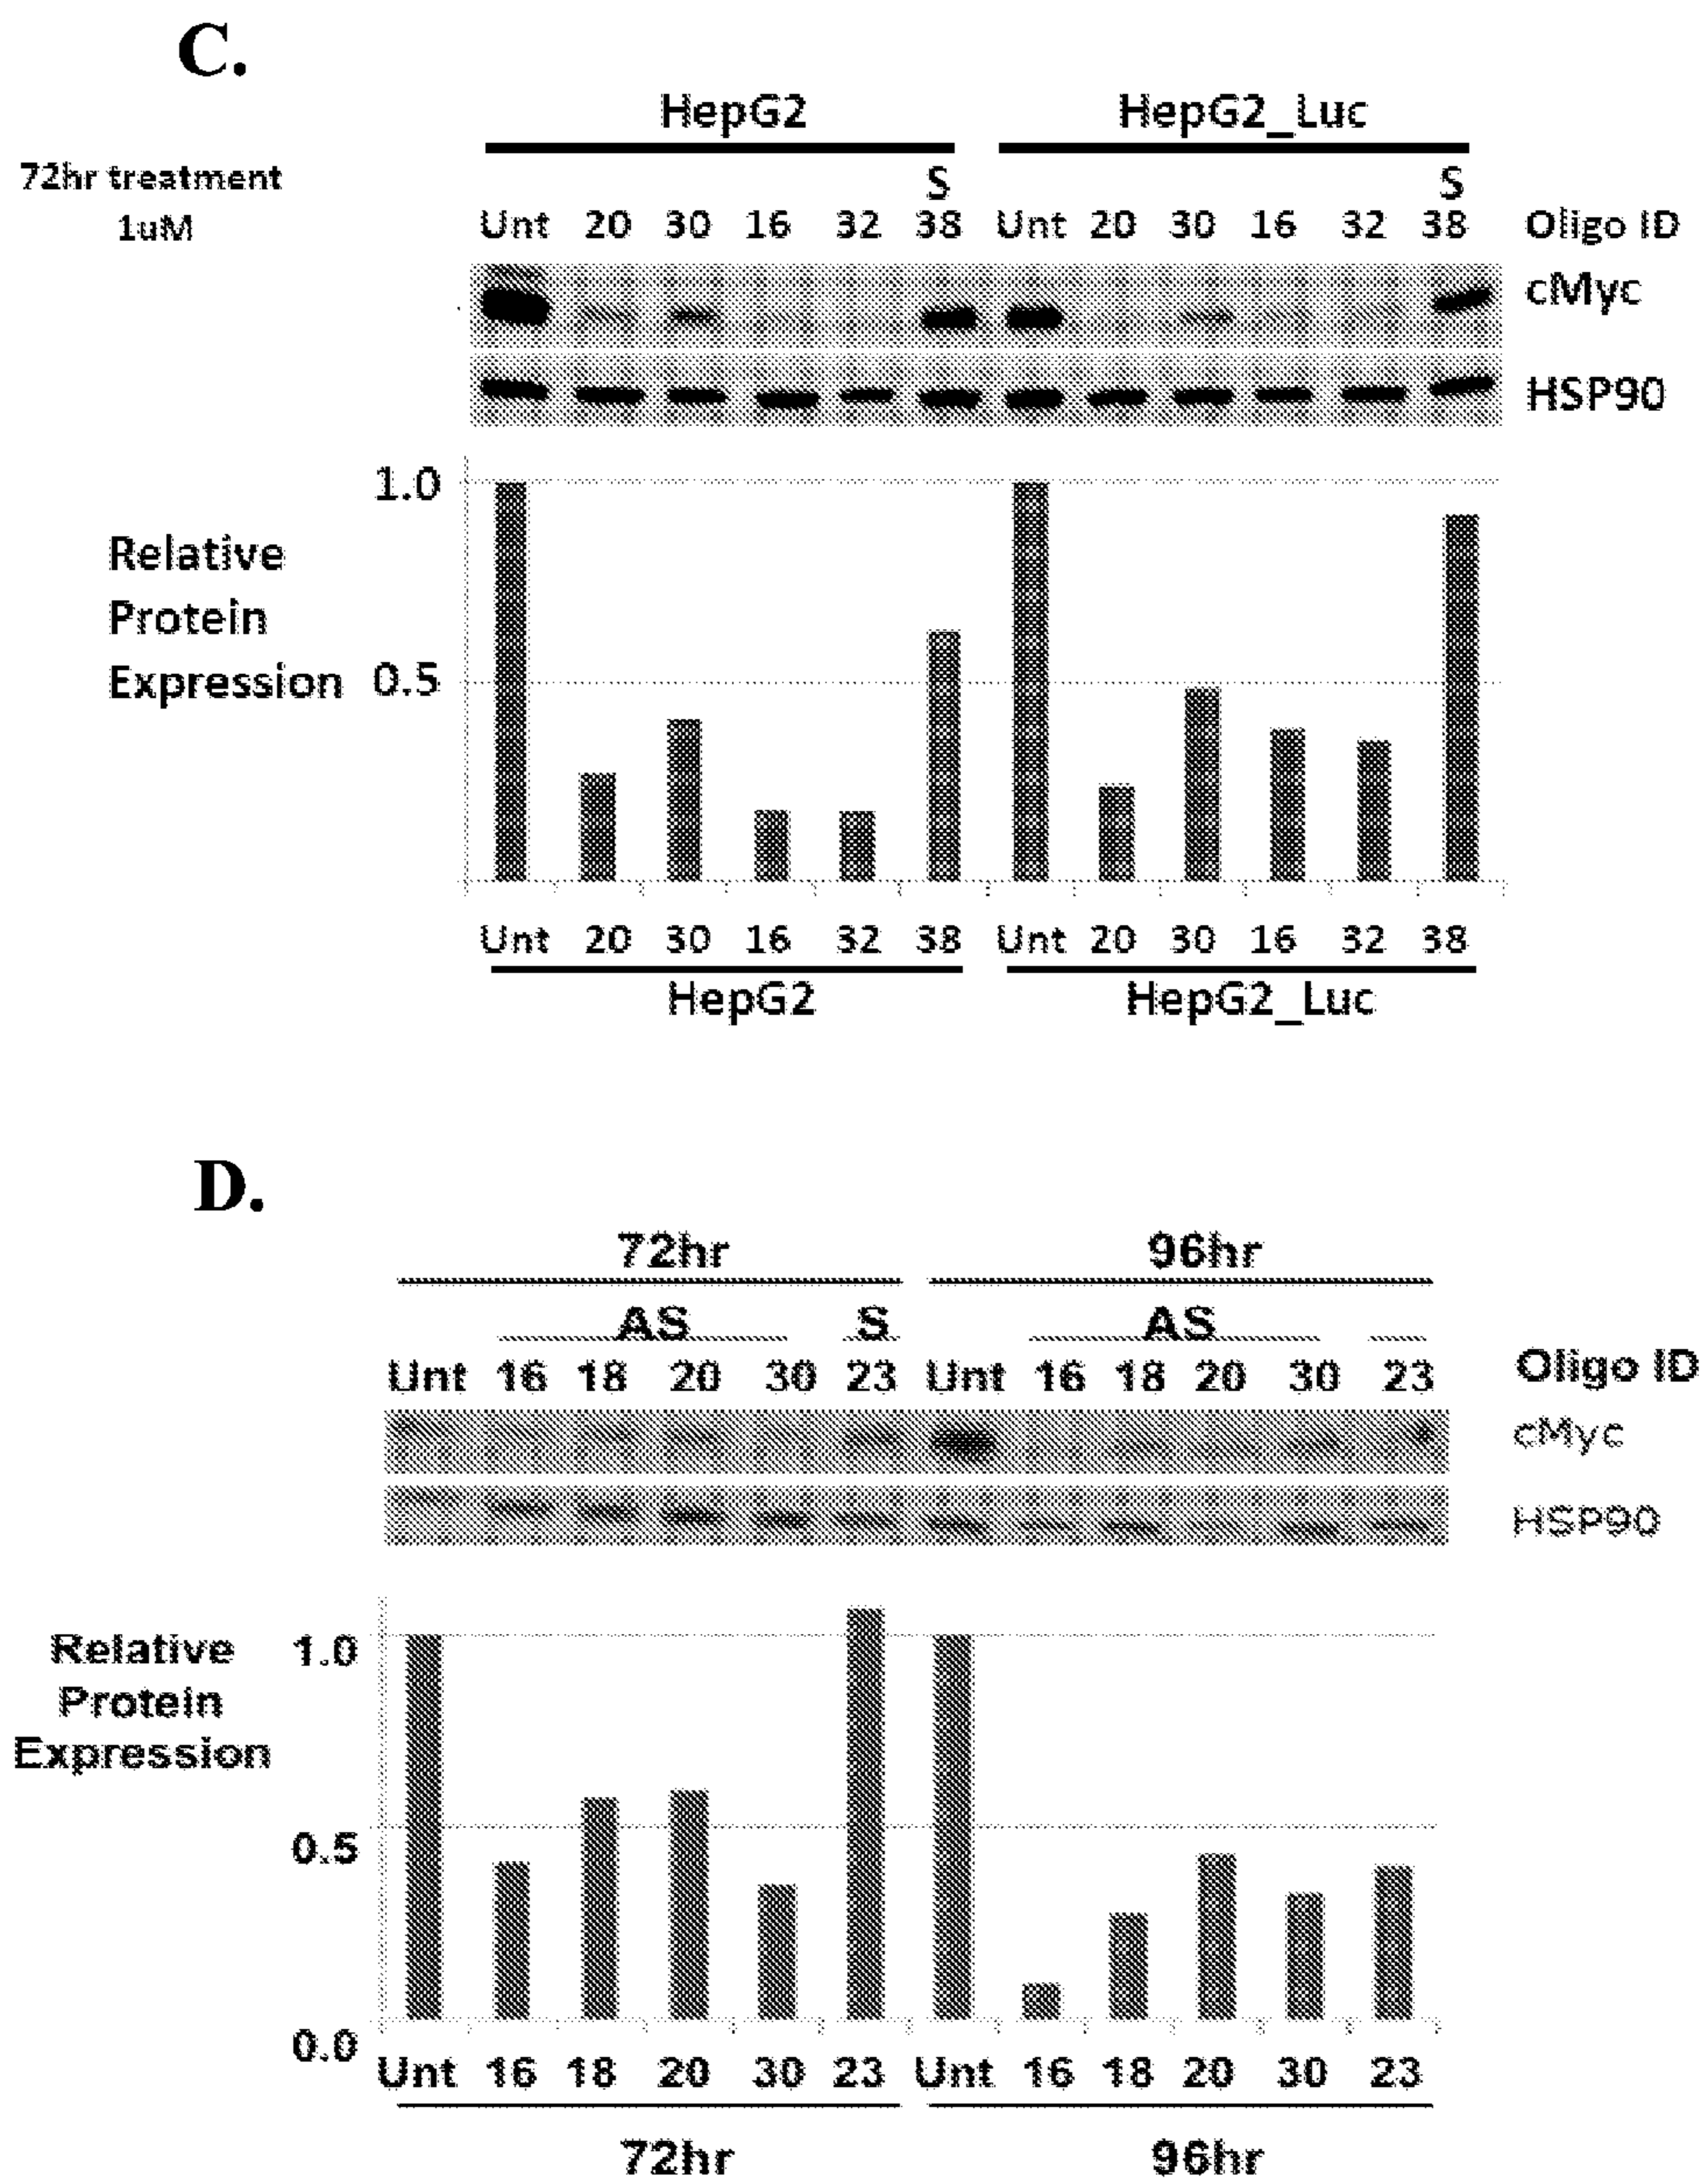 C.
HepG2 HepG2_Luc
72hr treatment S S
1uM Unt 20 30 16 32 38 Unt 20 30 16 32 38 Oligo ID
cMyc
HSP90
1.0
Relative
Protein
Expression 0.5
Unt 20 30 16 32 38 Unt 20 30 16 32 38
HepG2 HepG2_Luc
D.
72hr 96hr
AS S AS
Unt 16 18 20 30 23 Unt 16 18 20 30 23 Oligo ID
cMyc
HSP90
Relative 1.0
Protein
Expression
0.5
0.0
Unt 16 18 20 30 23 Unt 16 18 20 30 23
72hr 96hr